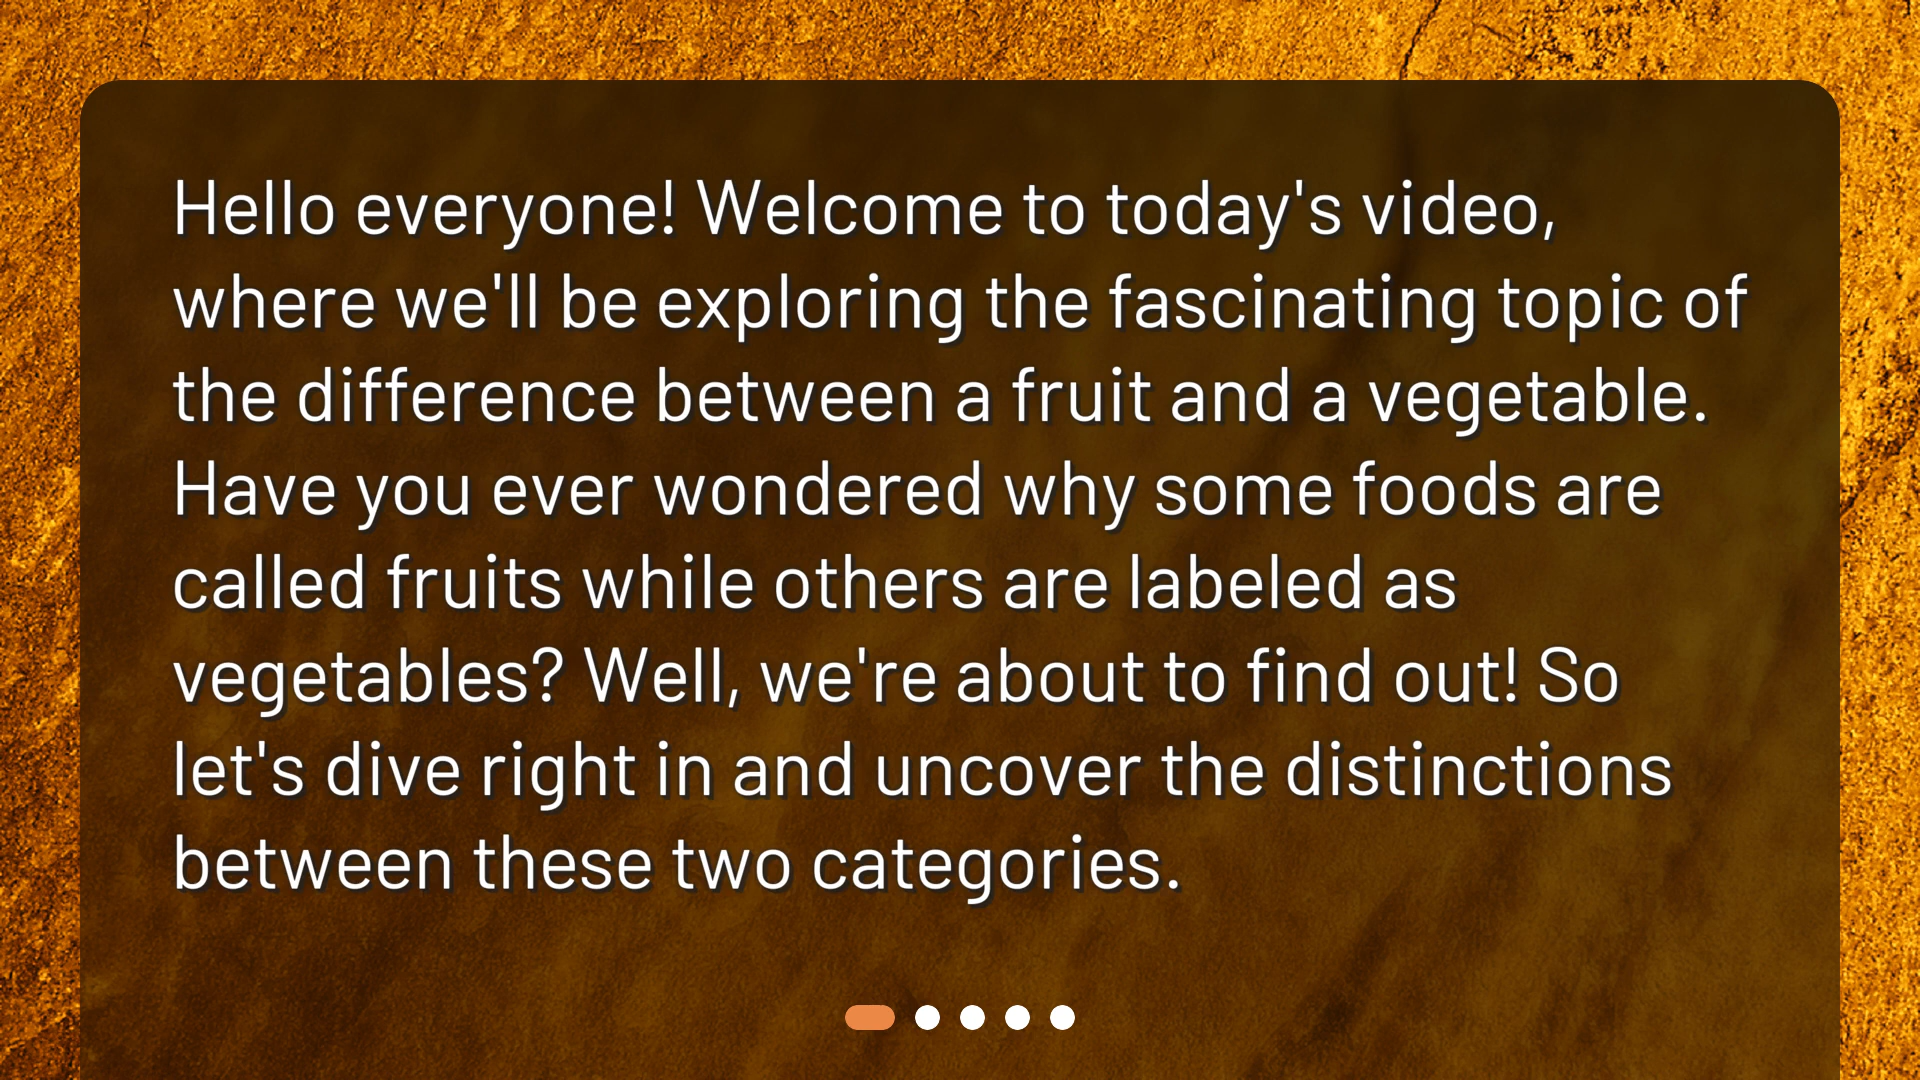 Hello everyone! Welcome to today's video,
where we'll be exploring the fascinating topic of
the difference between a fruit and a vegetable.
Have you ever wondered why some foods are
called fruits while others are labeled as
vegetables? Well, we're about to find out! So
let's dive right in and uncover the distinctions
between these two categories.